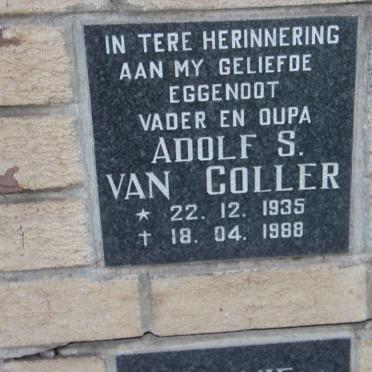 IN TERE HERINNERING
AAN MY GELIEFDE
EGGENOOT
VADER EN OUPA
ADOLF S.
VAN COLLER
★ 22. 12. 1935
† 18. 04. 1988